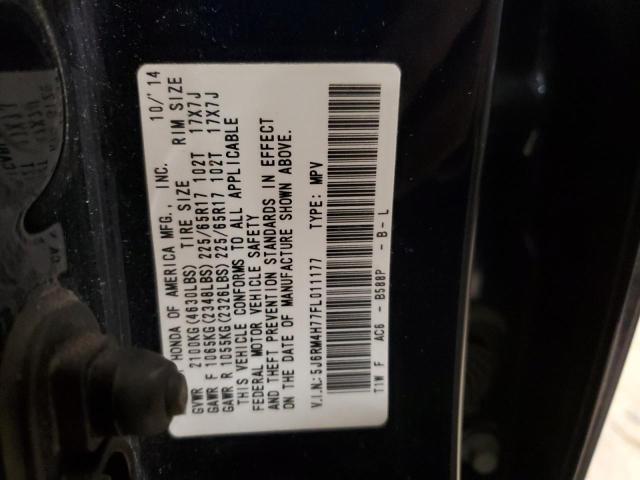 HONDA OF AMERICA MFG., INC. 10/'14
GVWR 2100KG(4630LBS) TIRE SIZE RIM SIZE
GAWR F 1065KG(2348LBS) 225/65R17 102T 17X7J
GAWR R 1055KG(2326LBS) 225/65R17 102T 17X7J
THIS VEHICLE CONFORMS TO ALL APPLICABLE
FEDERAL MOTOR VEHICLE SAFETY
AND THEFT PREVENTION STANDARDS IN EFFECT
ON THE DATE OF MANUFACTURE SHOWN ABOVE.
V.I.N.:5J6RM4H77FL011177 TYPE: MPV
T1W F AC6 - B588P - B- L